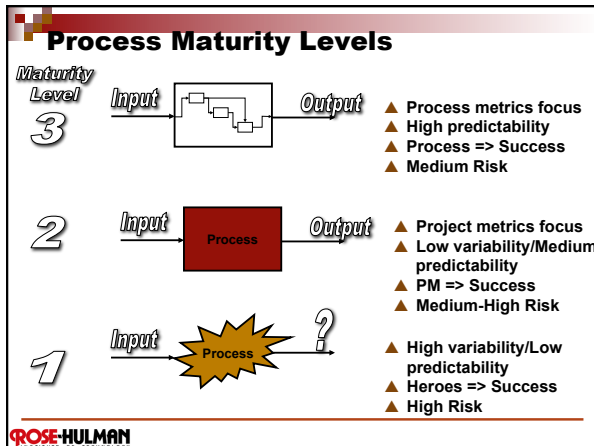 Process Maturity Levels
Maturity
Level
3
Input
Output
▲ Process metrics focus
▲ High predictability
▲ Process => Success
▲ Medium Risk
2
Input
Process
Output
▲ Project metrics focus
▲ Low variability/Medium
predictability
▲ PM => Success
▲ Medium-High Risk
1
Input
Process
?
▲ High variability/Low
predictability
▲ Heroes => Success
▲ High Risk
ROSE-HULMAN